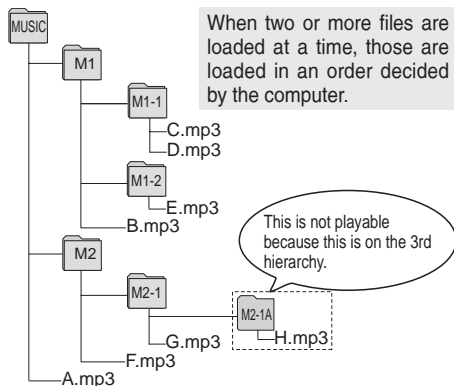 MUSIC
When two or more files are
loaded at a time, those are
loaded in an order decided
by the computer.
M1
M1-1
C.mp3
D.mp3
M1-2
E.mp3
B.mp3
This is not playable
because this is on the 3rd
hierarchy.
M2
M2-1
M2-1A
H.mp3
G.mp3
F.mp3
A.mp3